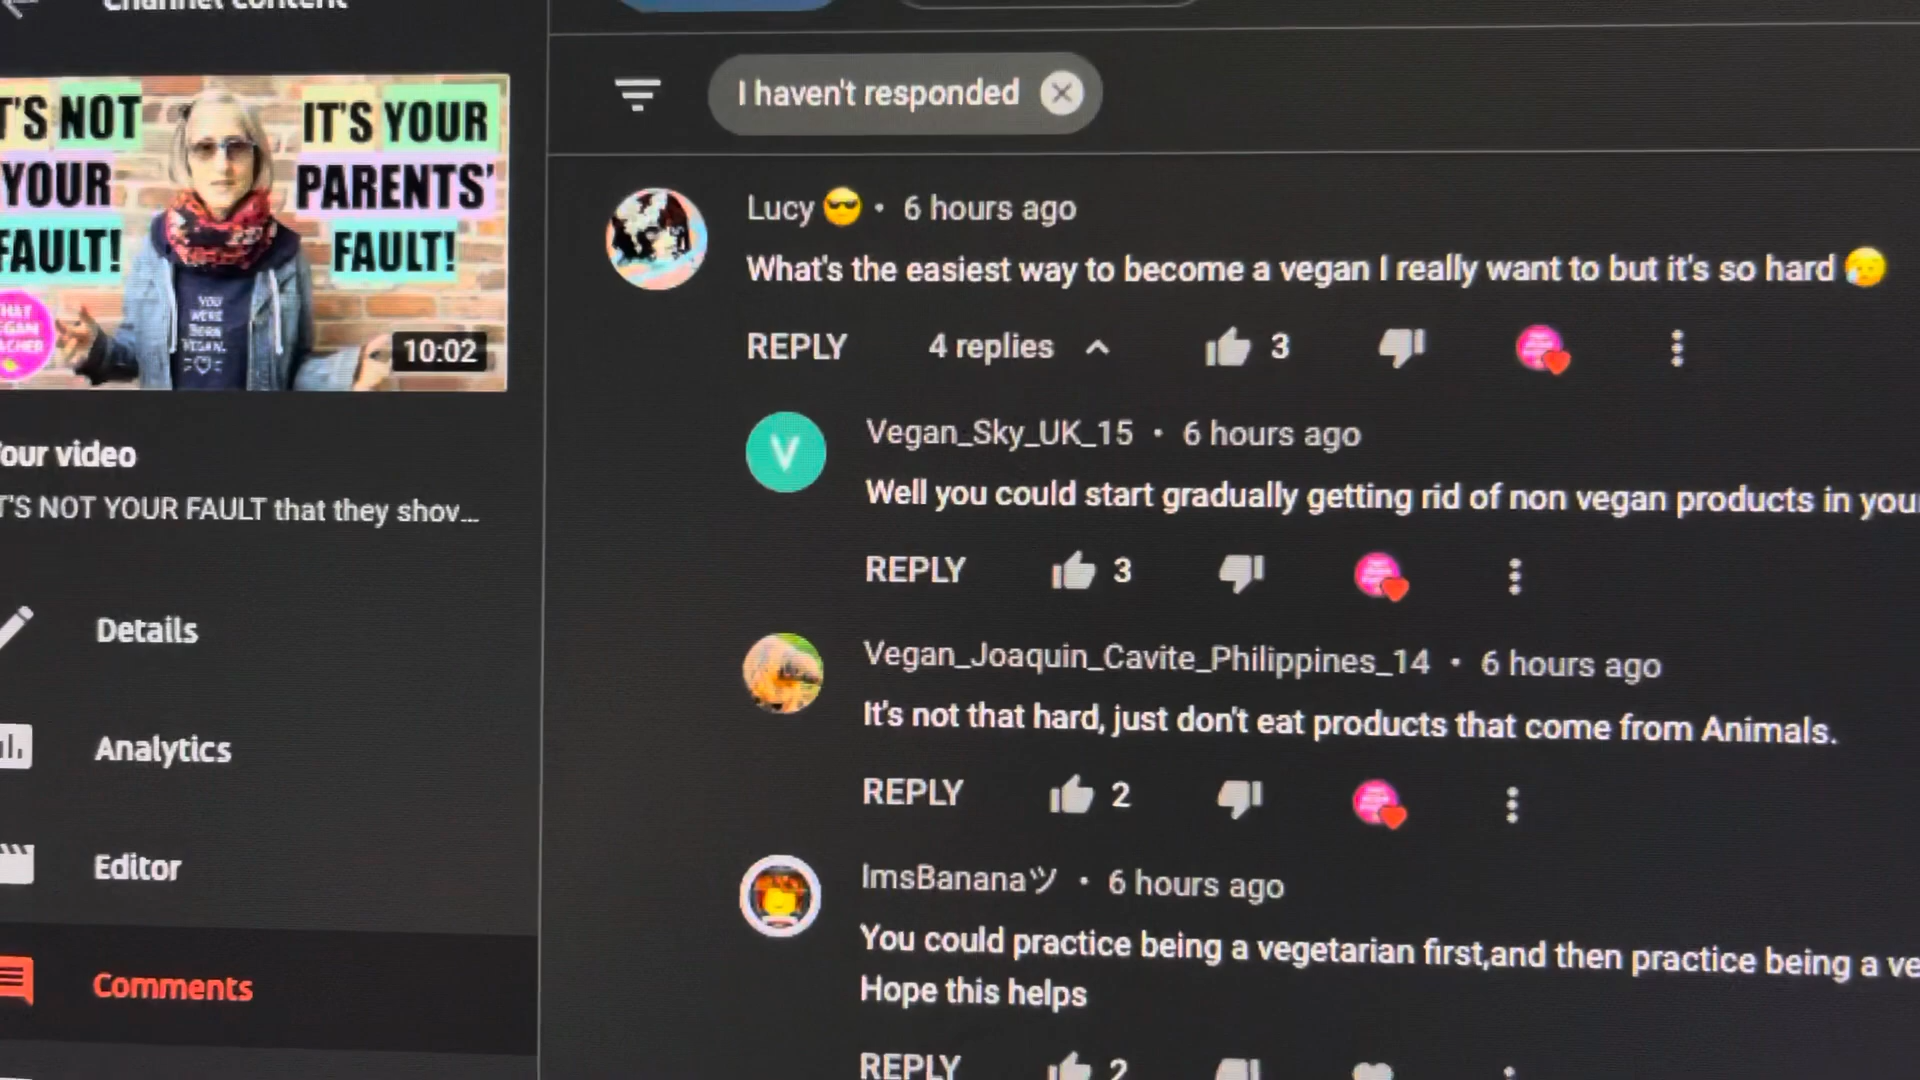 Channel content
T'S NOT
YOUR
FAULT!
IT'S YOUR
PARENTS'
FAULT!
YOU
WERE
BORN
VEGAN.
10:02
our video
T'S NOT YOUR FAULT that they shov...
Details
Analytics
Editor
Comments
I haven't responded
Lucy 😎 • 6 hours ago
What's the easiest way to become a vegan I really want to but it's so hard 😥
REPLY 4 replies 3
V
Vegan_Sky_UK_15 • 6 hours ago
Well you could start gradually getting rid of non vegan products in your
REPLY 3
Vegan_Joaquin_Cavite_Philippines_14 • 6 hours ago
It's not that hard, just don't eat products that come from Animals.
REPLY 2
ImsBananaツ • 6 hours ago
You could practice being a vegetarian first,and then practice being a ve
Hope this helps
REPLY 2